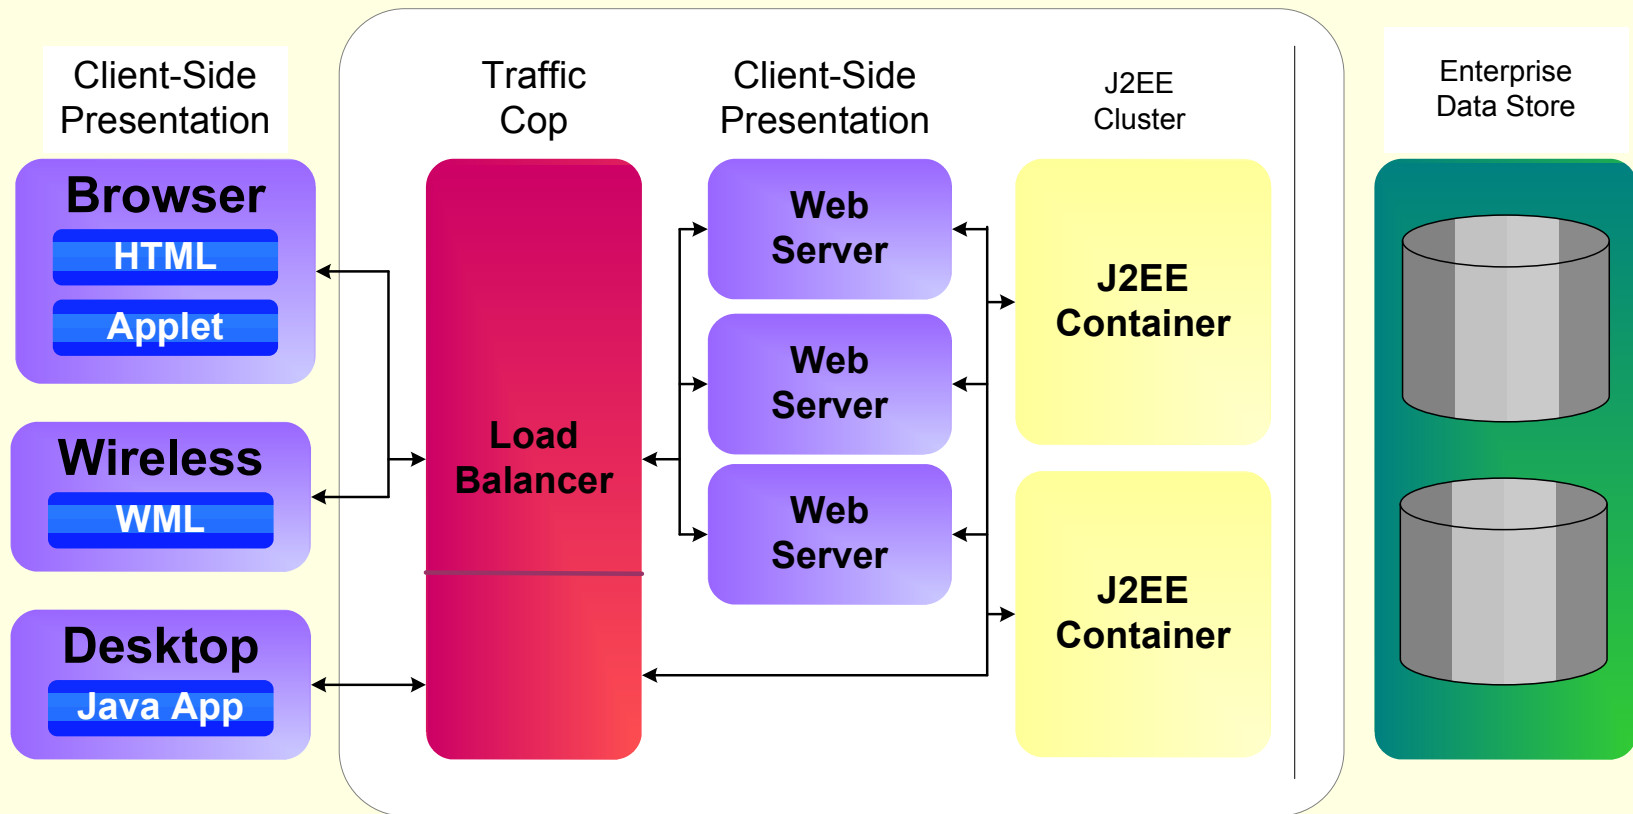 Client-Side
Presentation
Traffic
Cop
Client-Side
Presentation
J2EE
Cluster
Enterprise
Data Store
Browser
HTML
Applet
Wireless
WML
Desktop
Java App
Load
Balancer
Web
Server
Web
Server
Web
Server
J2EE
Container
J2EE
Container